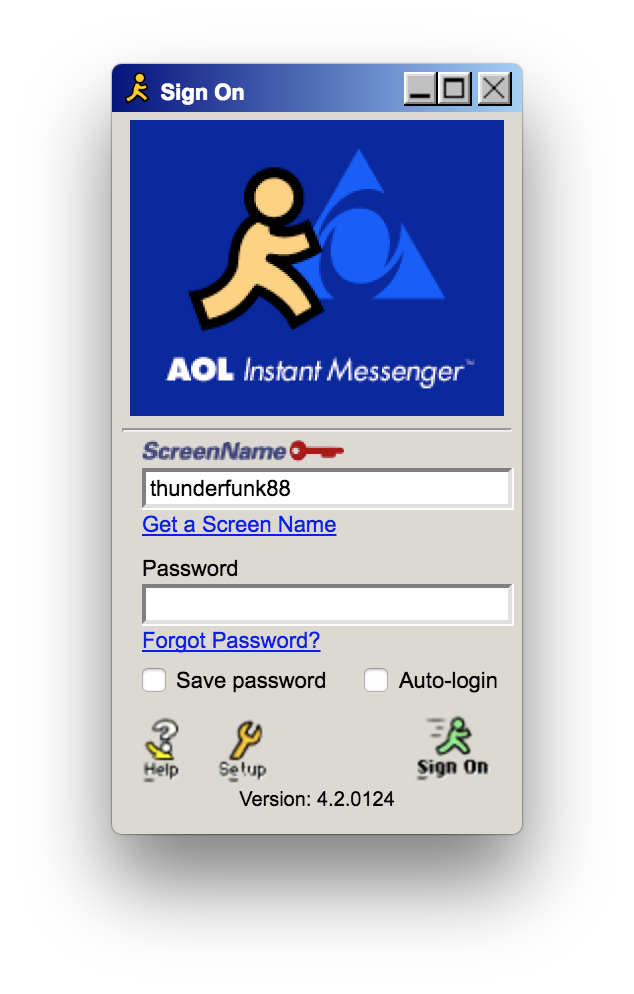 Sign On
AOL Instant Messenger™
ScreenName
thunderfunk88
Get a Screen Name
Password
Forgot Password?
Save password Auto-login
Help Setup Sign On
Version: 4.2.0124